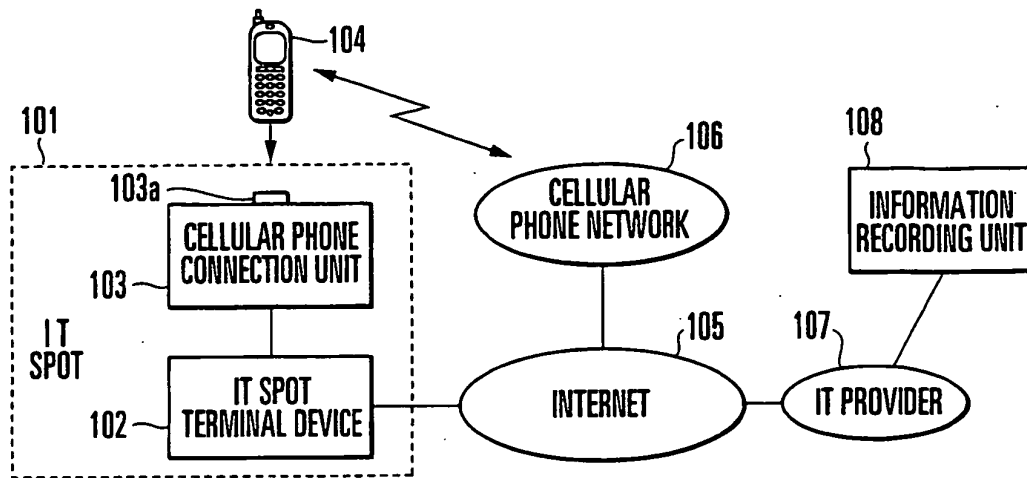 104
101
103a
CELLULAR PHONE
CONNECTION UNIT
103
IT
SPOT
IT SPOT
TERMINAL DEVICE
102
106
CELLULAR
PHONE NETWORK
108
INFORMATION
RECORDING UNIT
105
INTERNET
107
IT PROVIDER